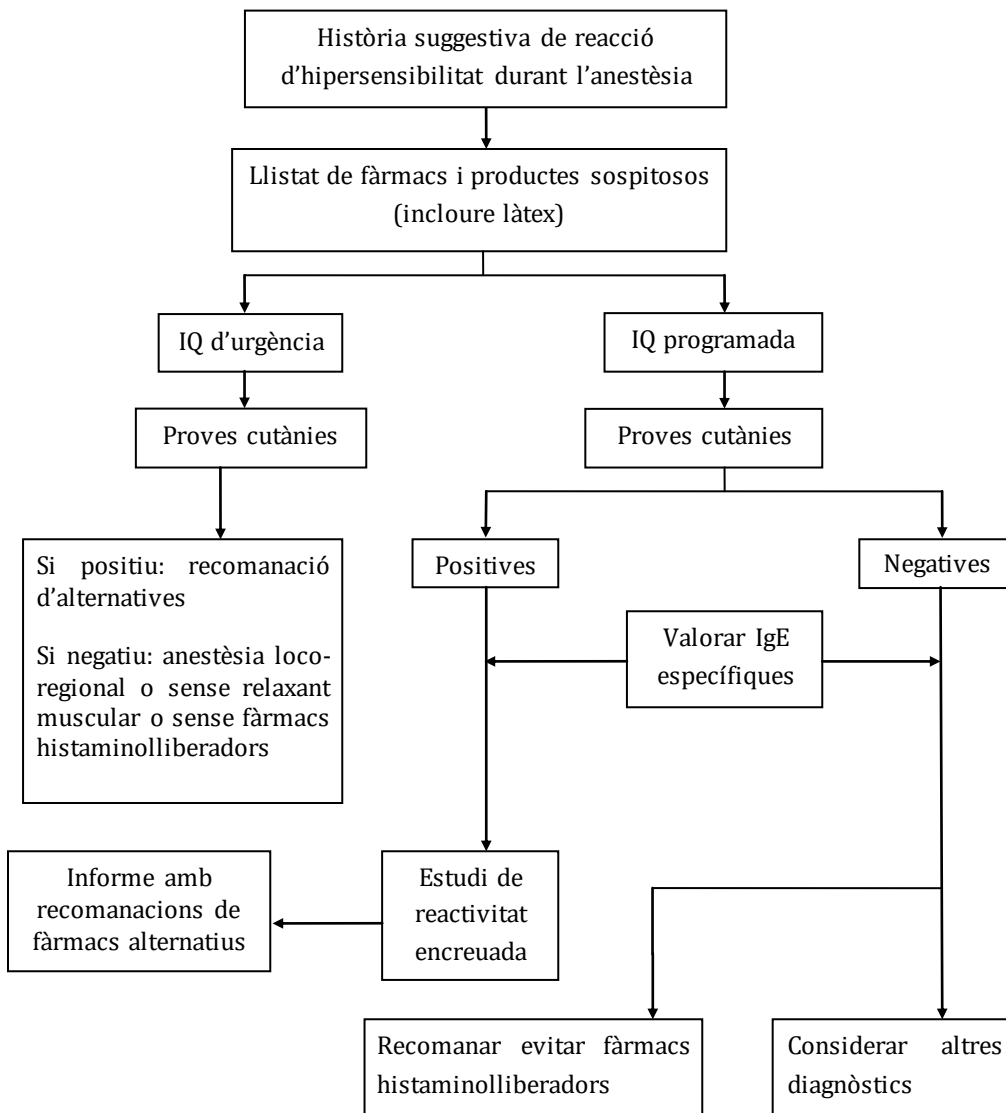 Història suggestiva de reacció
d’hipersensibilitat durant l’anestèsia
Llistat de fàrmacs i productes sospitosos
(incloure làtex)
IQ d’urgència
IQ programada
Proves cutànies
Proves cutànies
Si positiu: recomanació
d’alternatives
Si negatiu: anestèsia loco-
regional o sense relaxant
muscular o sense fàrmacs
histaminolliberadors
Positives
Negatives
Valorar IgE
específiques
Informe amb
recomanacions de
fàrmacs alternatius
Estudi de
reactivitat
encreuada
Recomanar evitar fàrmacs
histaminolliberadors
Considerar altres
diagnòstics